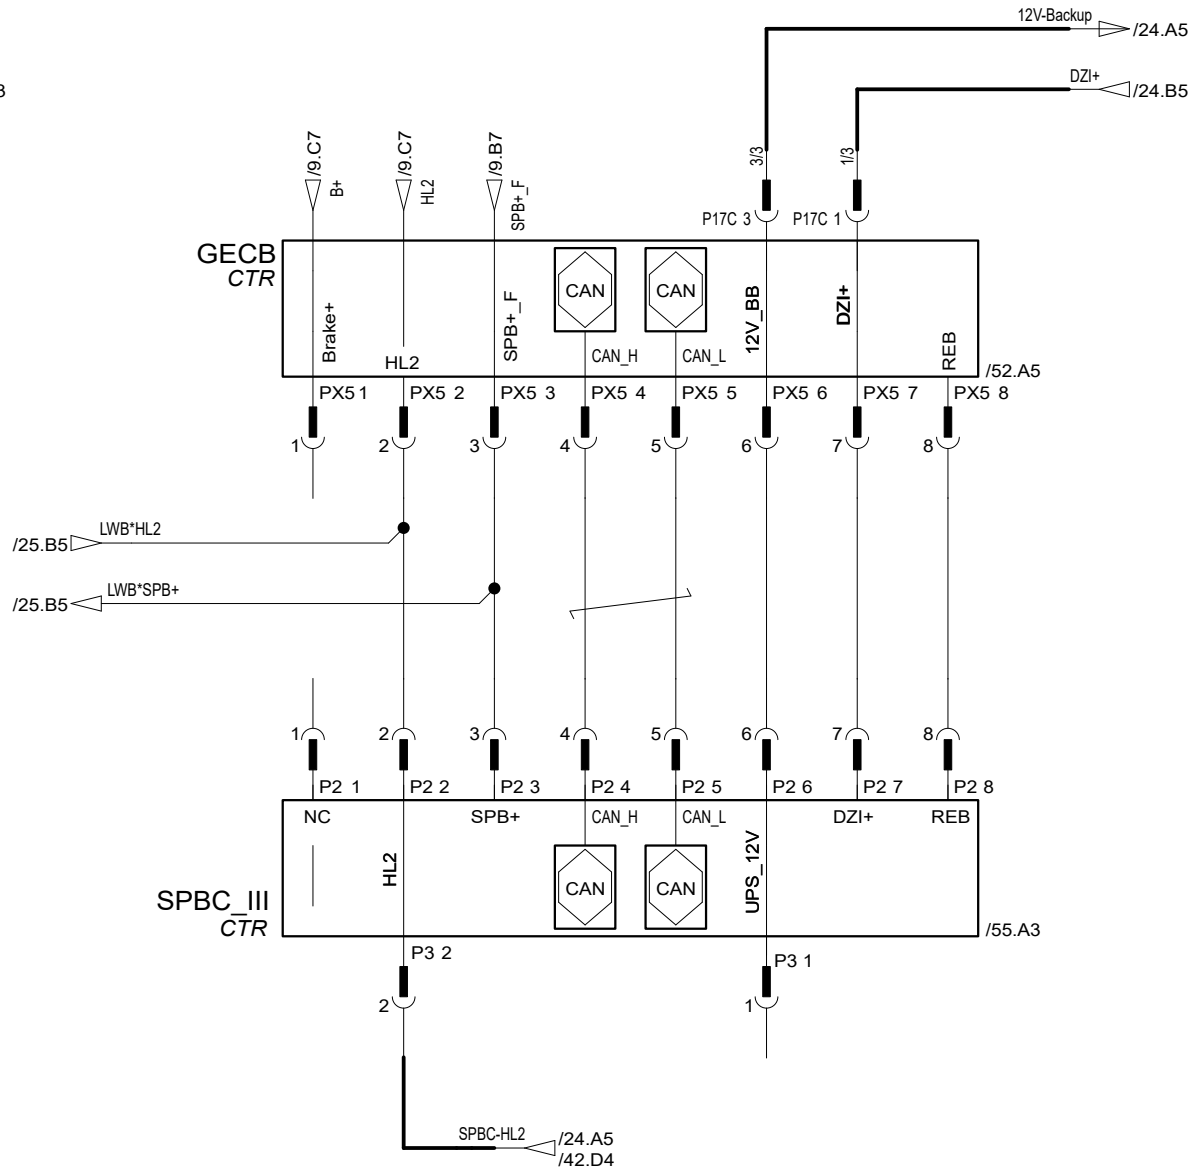 12V-Backup
/24.A5
DZI+
/24.B5
/9.C7
B+
/9.C7
HL2
/9.B7
SPB+_F
3/3
1/3
P17C 3
P17C 1
GECB
CTR
Brake+
HL2
SPB+_F
CAN
CAN_H
CAN
CAN_L
12V_BB
DZI+
REB
/52.A5
PX5 1
PX5 2
PX5 3
PX5 4
PX5 5
PX5 6
PX5 7
PX5 8
1 2 3 4 5 6 7 8
/25.B5
LWB*HL2
/25.B5
LWB*SPB+
1 2 3 4 5 6 7 8
P2 1
P2 2
P2 3
P2 4
P2 5
P2 6
P2 7
P2 8
NC
HL2
SPB+
CAN_H
CAN
CAN_L
CAN
UPS_12V
DZI+
REB
SPBC_III
CTR
/55.A3
P3 2
P3 1
2
1
SPBC-HL2
/24.A5
/42.D4